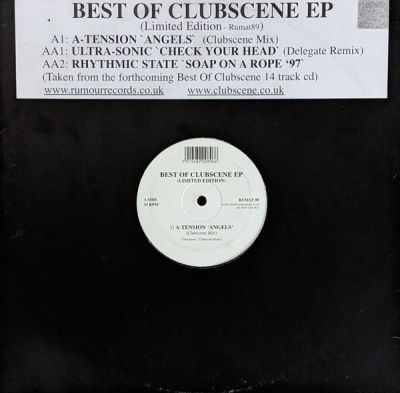 BEST OF CLUBSCENE EP
(Limited Edition - Rumat89)
A1: A-TENSION `ANGELS` (Clubscene Mix)
AA1: ULTRA-SONIC `CHECK YOUR HEAD` (Delegate Remix)
AA2: RHYTHMIC STATE `SOAP ON A ROPE ‘97`
(Taken from the forthcoming Best Of Clubscene 14 track cd)
www.rumourrecords.co.uk www.clubscene.co.uk
BEST OF CLUBSCENE EP
(LIMITED EDITION)
A SIDE
33 RPM
RUMAT 89
1) A-TENSION ‘ANGELS’
(Clubscene Mix)